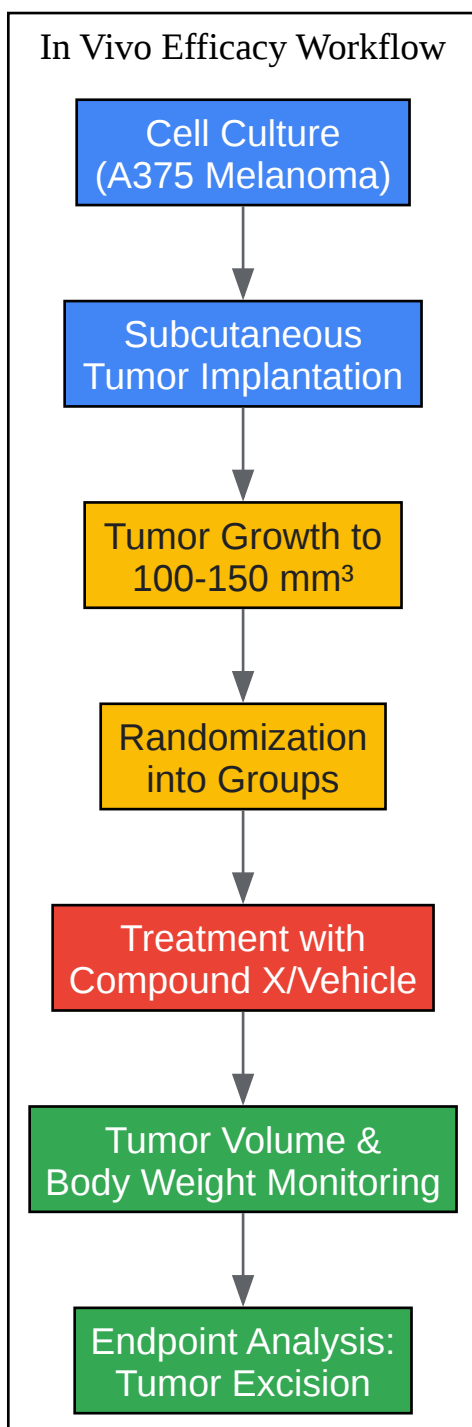 In Vivo Efficacy Workflow
Cell Culture
(A375 Melanoma)
Subcutaneous
Tumor Implantation
Tumor Growth to
100-150 mm³
Randomization
into Groups
Treatment with
Compound X/Vehicle
Tumor Volume &
Body Weight Monitoring
Endpoint Analysis:
Tumor Excision